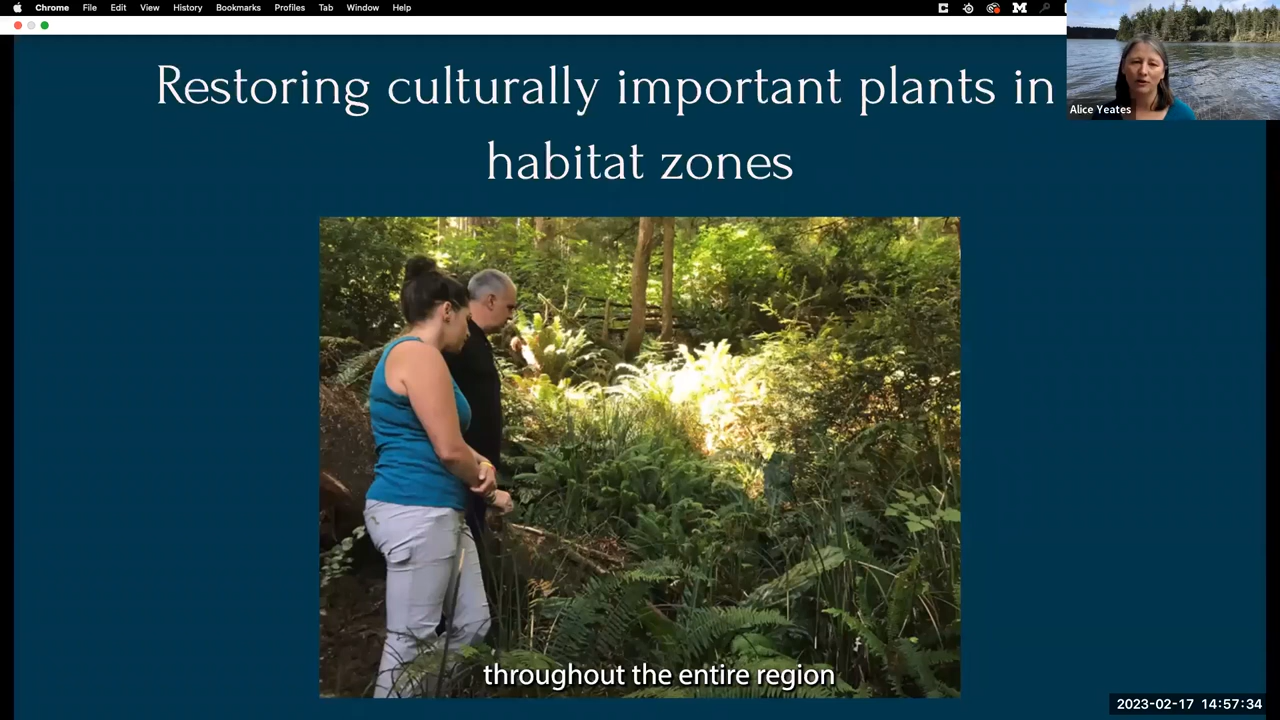 Chrome File Edit View History Bookmarks Profiles Tab Window Help
Restoring culturally important plants in
habitat zones
Alice Yeates
throughout the entire region
2023-02-17 14:57:34